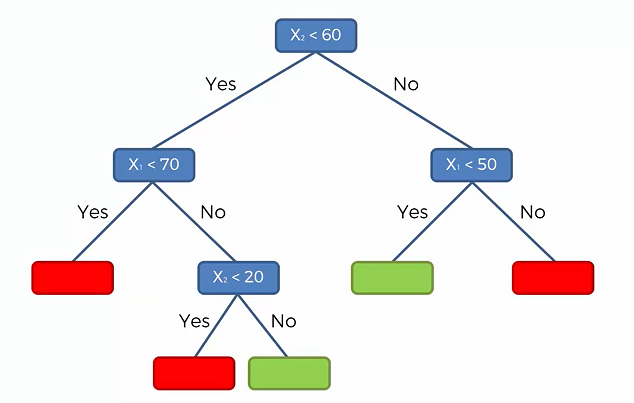 X₂ < 60
Yes
No
X₁ < 70
X₁ < 50
Yes
No
Yes
No
X₂ < 20
Yes
No